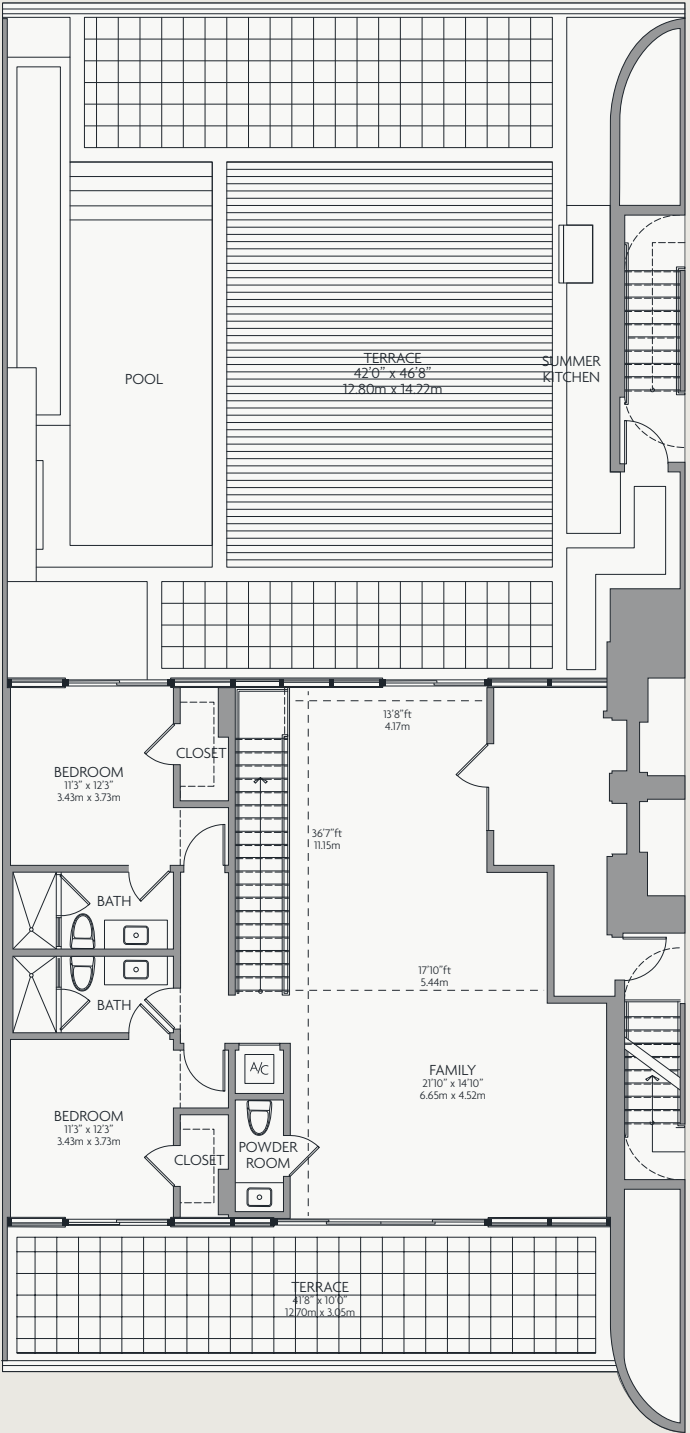 TERRACE
42'0" x 46'8"
12.80m x 14.22m
SUMMER
KITCHEN
POOL
13'8"ft
4.17m
CLOSET
BEDROOM
11'3" x 12'3"
3.43m x 3.73m
36'7"ft
11.15m
BATH
17'10"ft
5.44m
BATH
A/C
FAMILY
21'10" x 14'10"
6.65m x 4.52m
BEDROOM
11'3" x 12'3"
3.43m x 3.73m
CLOSET
POWDER
ROOM
TERRACE
41'8" x 10'0"
12.70m x 3.05m